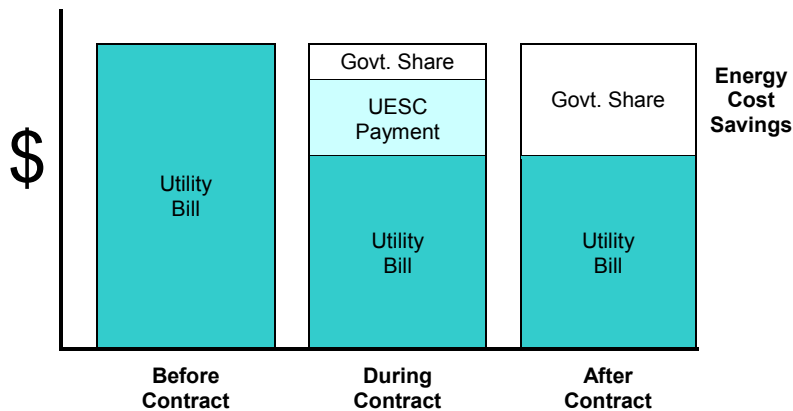 $
Utility
Bill
Govt. Share
UESC
Payment
Utility
Bill
Govt. Share
Utility
Bill
Energy
Cost
Savings
Before
Contract
During
Contract
After
Contract